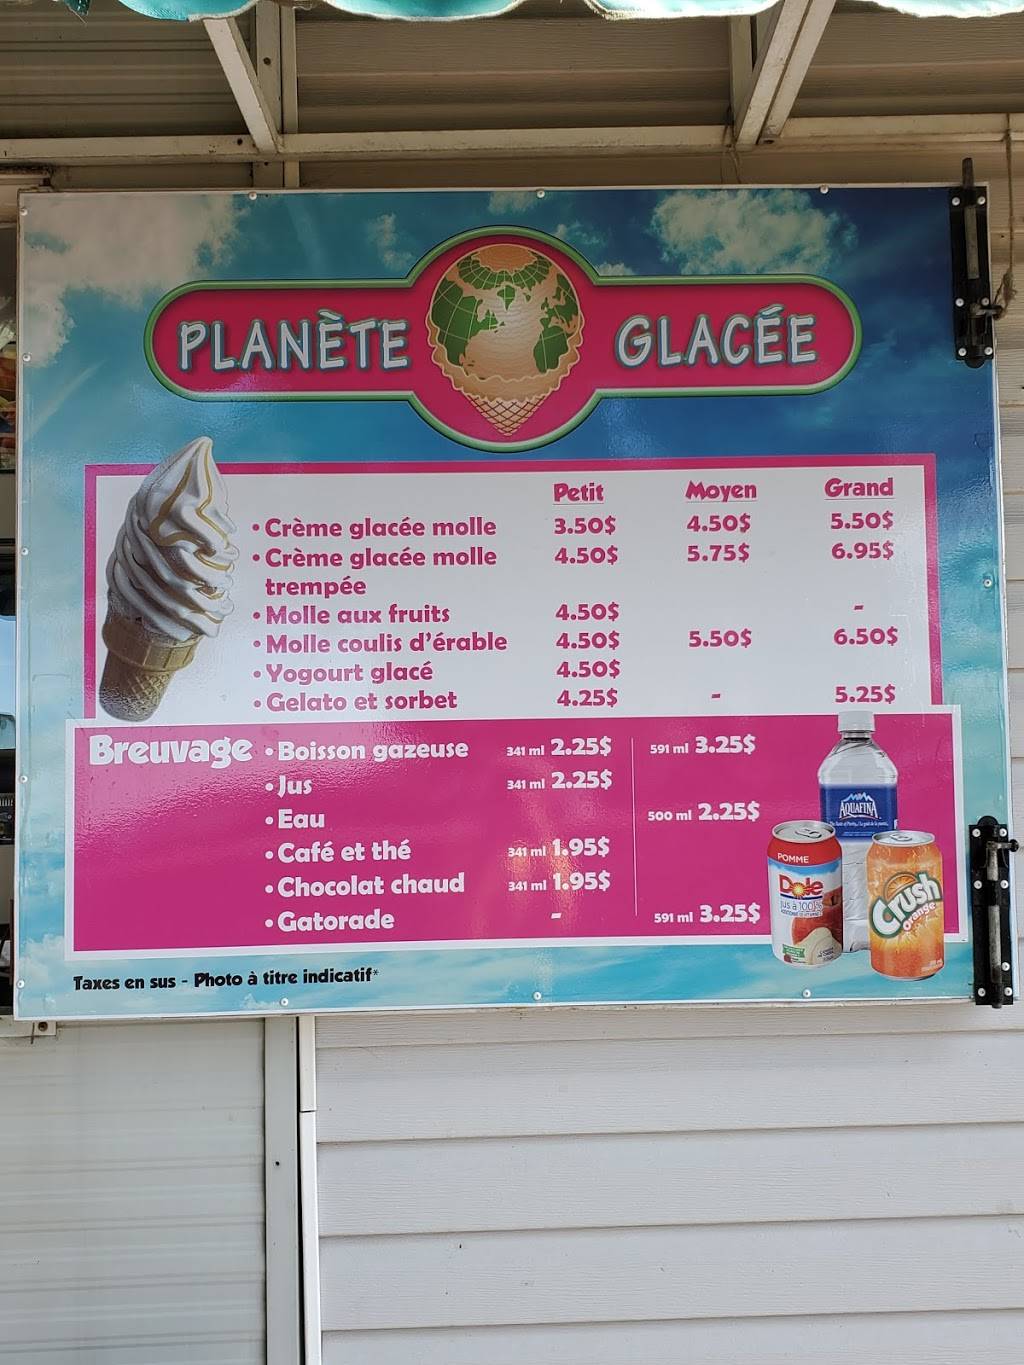 PLANÈTE GLACÉE
Petit Moyen Grand
• Crème glacée molle 3.50$ 4.50$ 5.50$
• Crème glacée molle 4.50$ 5.75$ 6.95$
trempée
• Molle aux fruits 4.50$ -
• Molle coulis d'érable 4.50$ 5.50$ 6.50$
• Yogourt glacé 4.50$
• Gelato et sorbet 4.25$ - 5.25$
Breuvage • Boisson gazeuse 341 ml 2.25$ 591 ml 3.25$
• Jus 341 ml 2.25$
• Eau 500 ml 2.25$
• Café et thé 341 ml 1.95$
• Chocolat chaud 341 ml 1.95$
• Gatorade - 591 ml 3.25$
AQUAFINA
POMME
Dole
jus à 100%
Crush
orange
Taxes en sus - Photo à titre indicatif*